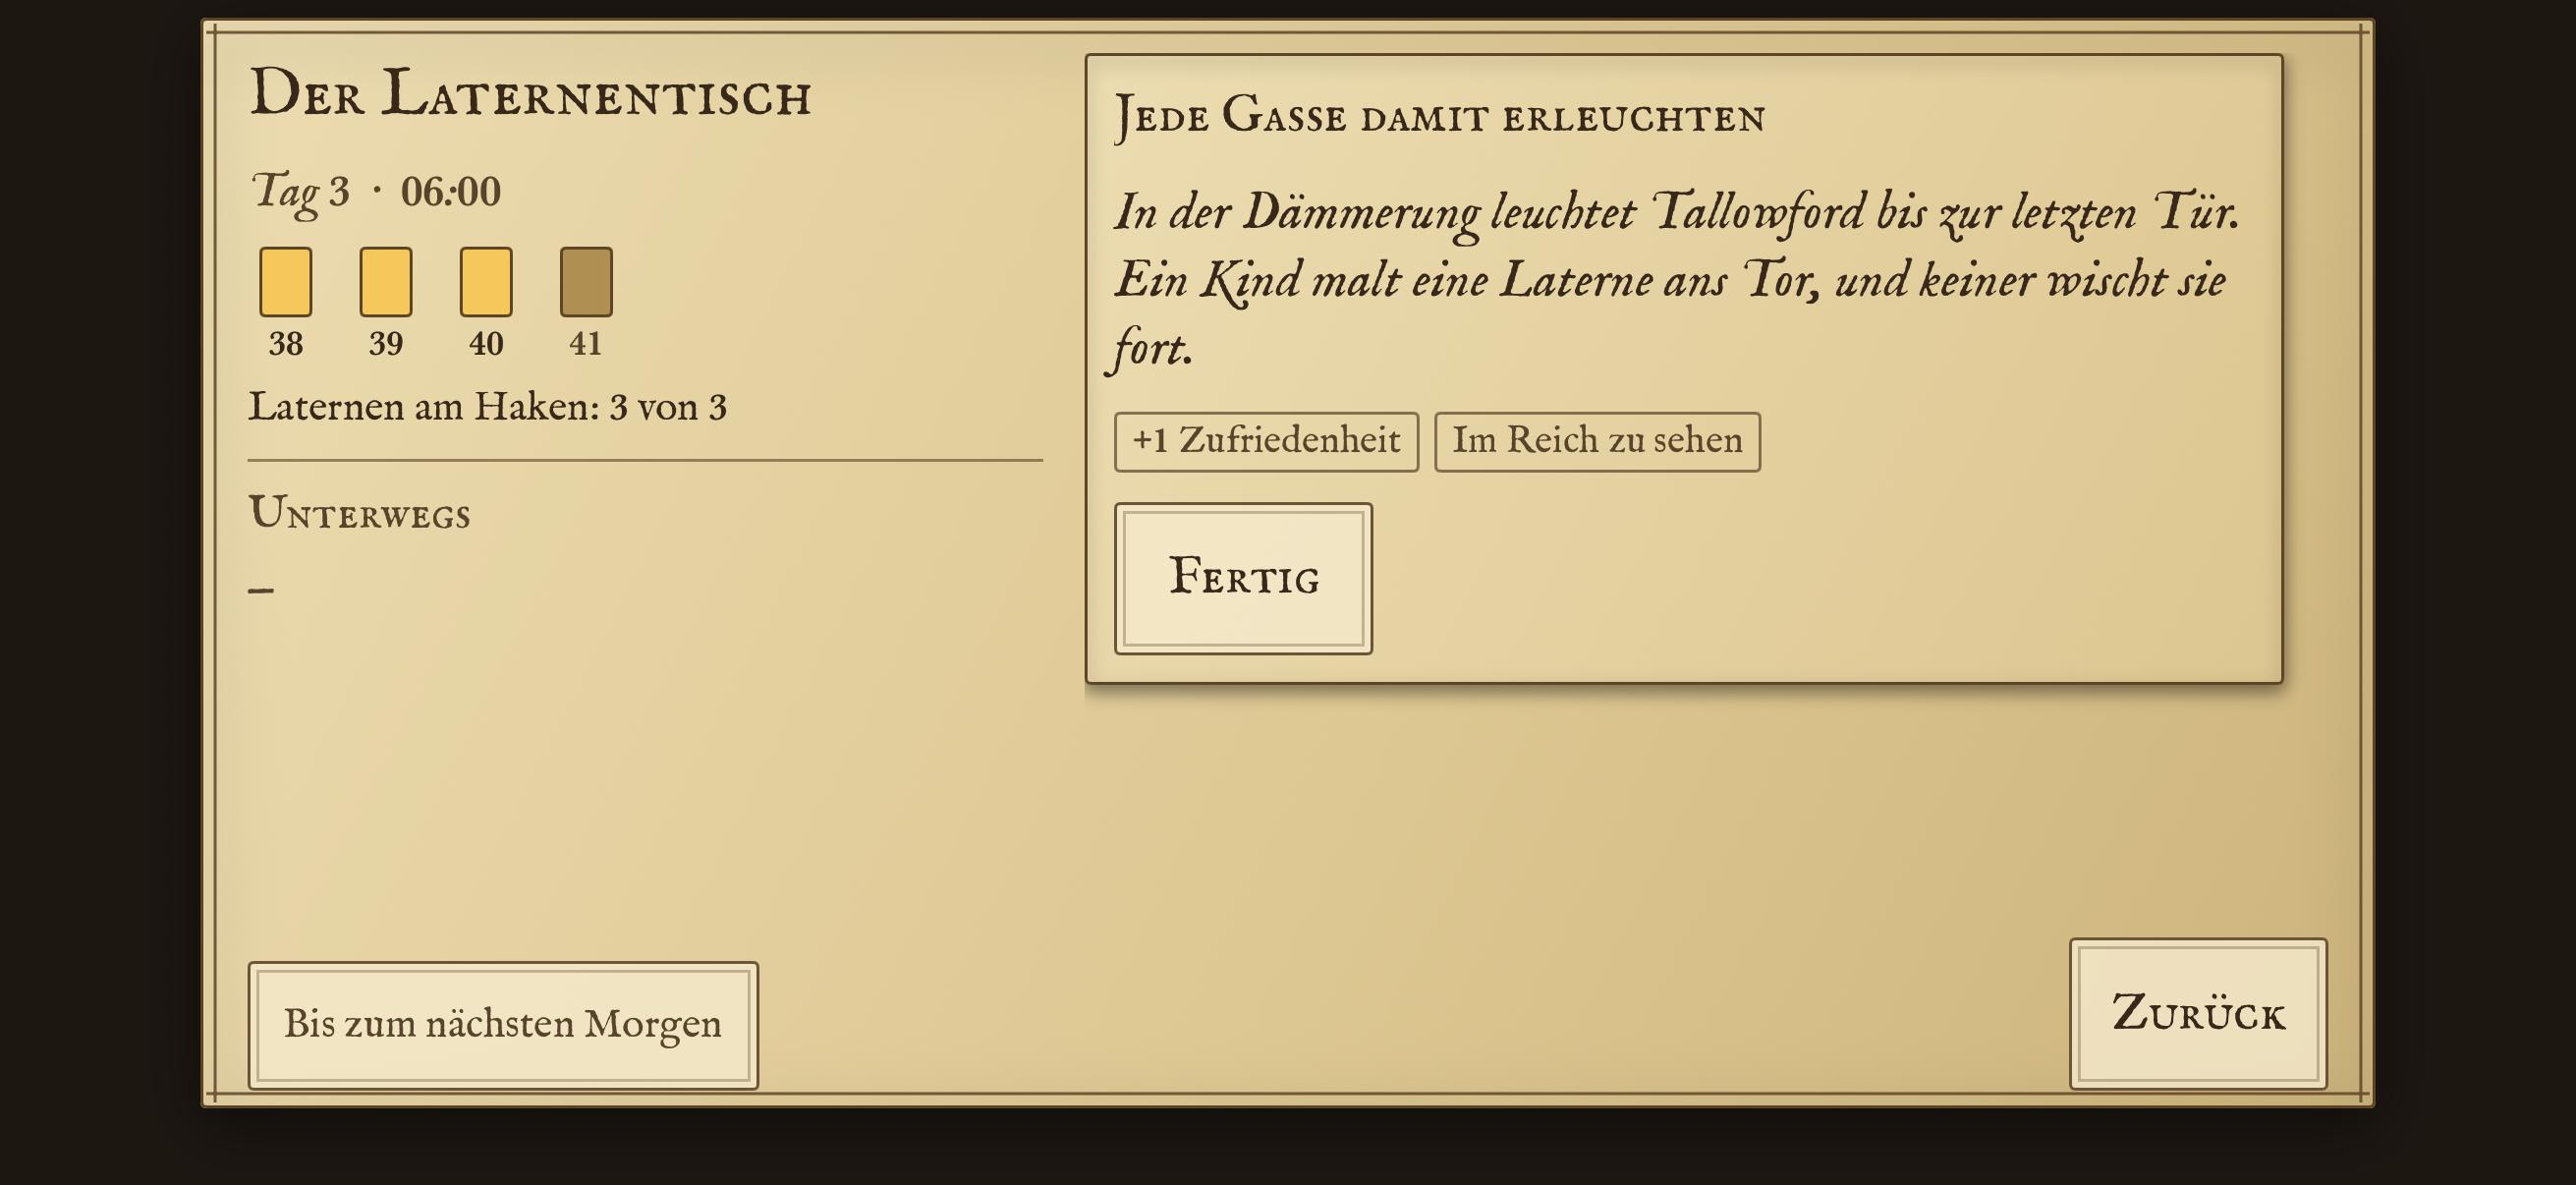 Der Laternentisch
Tag 3 · 06:00
38 39 40 41
Laternen am Haken: 3 von 3
Unterwegs
–
Bis zum nächsten Morgen
Jede Gasse damit erleuchten
In der Dämmerung leuchtet Tallowford bis zur letzten Tür.
Ein Kind malt eine Laterne ans Tor, und keiner wischt sie
fort.
+1 Zufriedenheit
Im Reich zu sehen
Fertig
Zurück